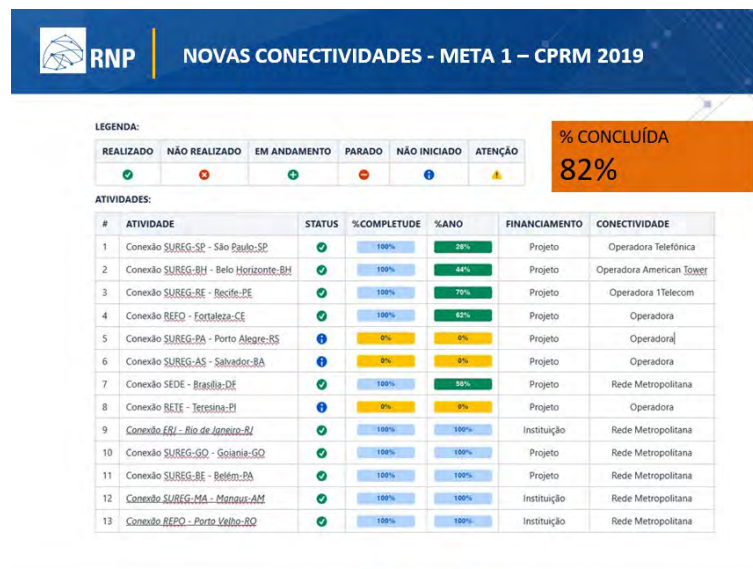 RNP
NOVAS CONECTIVIDADES - META 1 – CPRM 2019
LEGENDA:
% CONCLUÍDA
82%
REALIZADO NÃO REALIZADO EM ANDAMENTO PARADO NÃO INICIADO ATENÇÃO
ATIVIDADES:
# ATIVIDADE STATUS %COMPLETUDE %ANO FINANCIAMENTO CONECTIVIDADE
1 Conexão SUREG-SP - São Paulo-SP 100% 26% Projeto Operadora Telefônica
2 Conexão SUREG-BH - Belo Horizonte-BH 100% 44% Projeto Operadora American Tower
3 Conexão SUREG-RE - Recife-PE 100% 70% Projeto Operadora 1Telecom
4 Conexão REFO - Fortaleza-CE 100% 62% Projeto Operadora
5 Conexão SUREG-PA - Porto Alegre-RS 0% 0% Projeto Operadora
6 Conexão SUREG-AS - Salvador-BA 0% 0% Projeto Operadora
7 Conexão SEDE - Brasília-DF 100% 58% Projeto Rede Metropolitana
8 Conexão RETE - Teresina-PI 0% 0% Projeto Operadora
9 Conexão ERJ - Rio de Janeiro-RJ 100% 100% Instituição Rede Metropolitana
10 Conexão SUREG-GO - Goiania-GO 100% 100% Projeto Rede Metropolitana
11 Conexão SUREG-BE - Belém-PA 100% 100% Projeto Rede Metropolitana
12 Conexão SUREG-MA - Manaus-AM 100% 100% Instituição Rede Metropolitana
13 Conexão REPO - Porto Velho-RO 100% 100% Instituição Rede Metropolitana